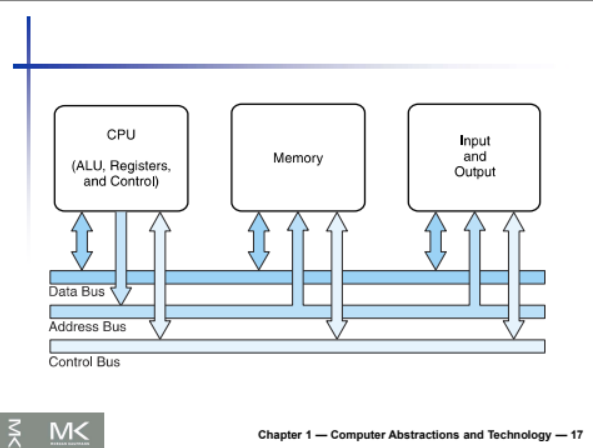 CPU
(ALU, Registers,
and Control)
Memory
Input
and
Output
Data Bus
Address Bus
Control Bus
MK
MK
Chapter 1 — Computer Abstractions and Technology — 17